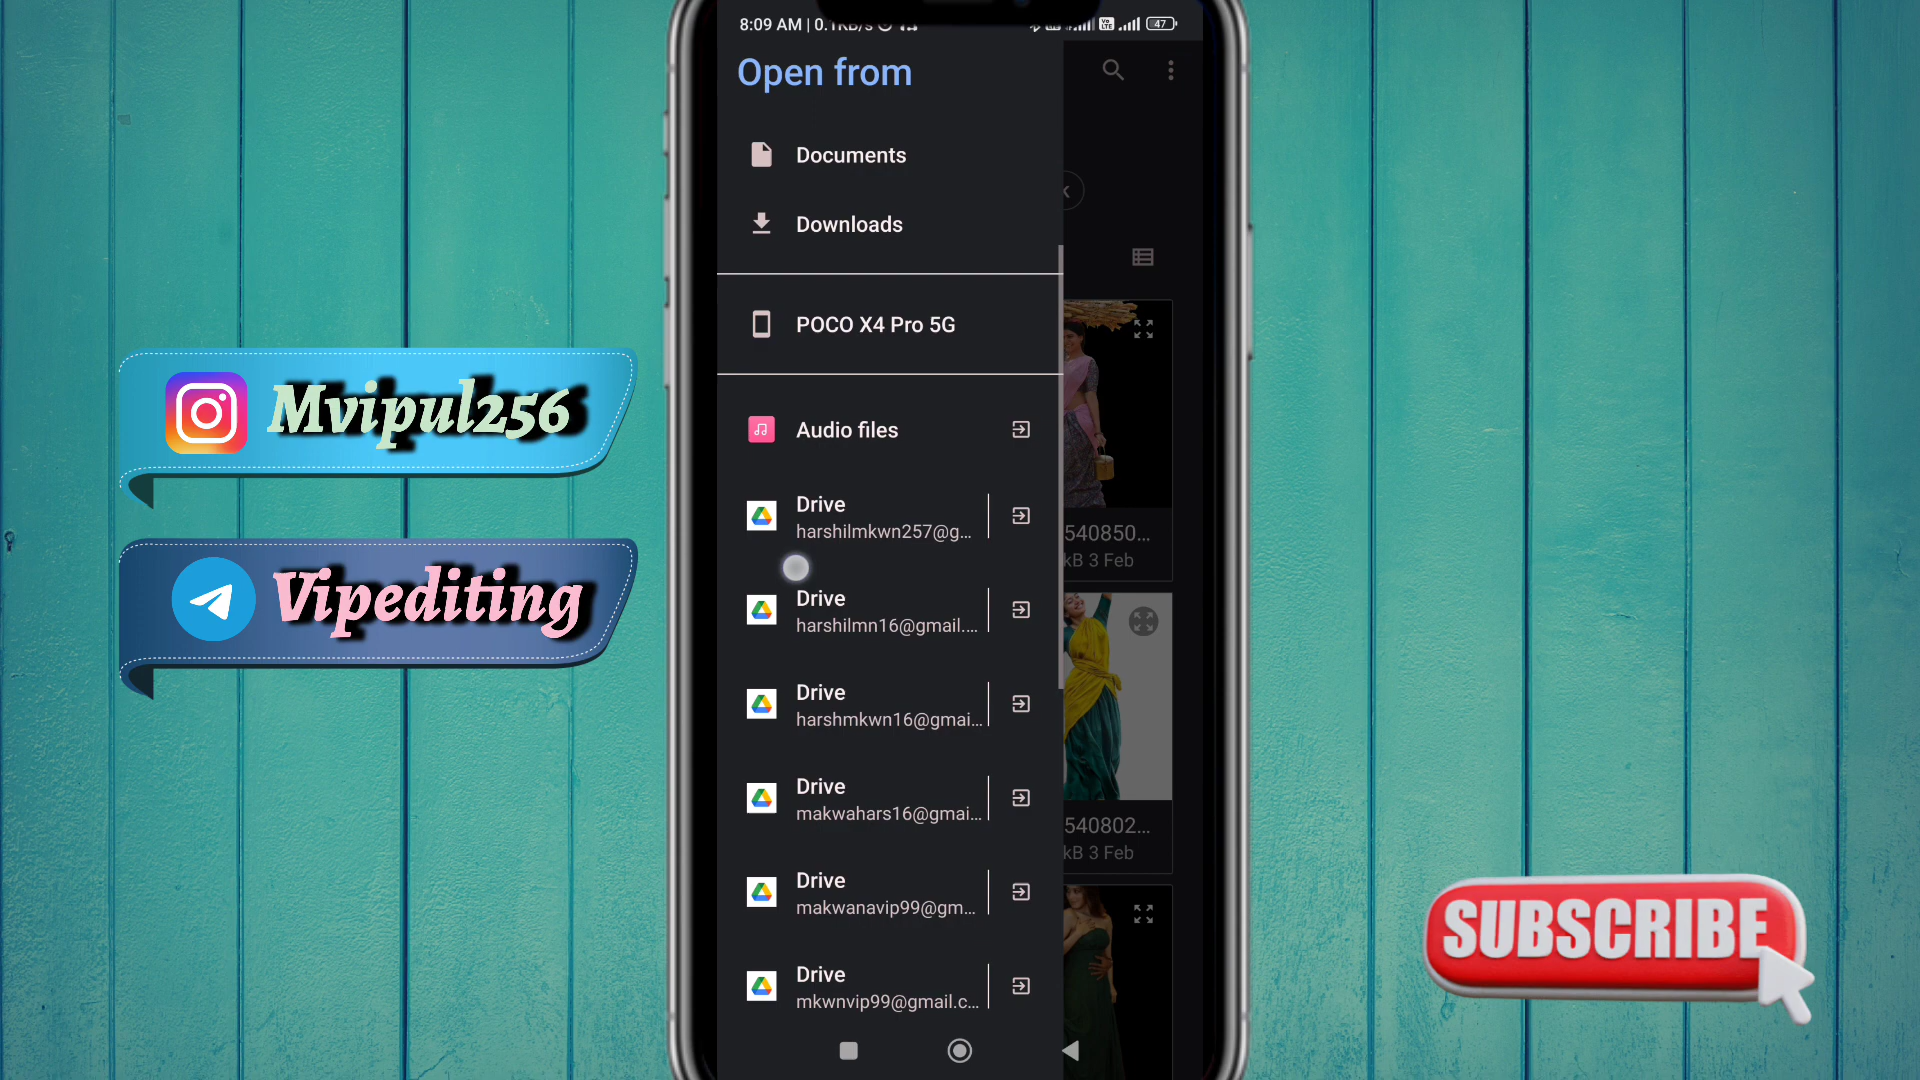 8:09 AM | 0.1KB/s
47
Open from
Documents
Downloads
POCO X4 Pro 5G
Audio files
Drive
harshilmkwn257@g...
Drive
harshilmn16@gmail....
Drive
harshmkwn16@gmai...
Drive
makwahars16@gmai...
Drive
makwanavip99@gm...
Drive
mkwnvip99@gmail.c...
540850...
kB 3 Feb
540802...
kB 3 Feb
Mvipul256
Vipediting
SUBSCRIBE